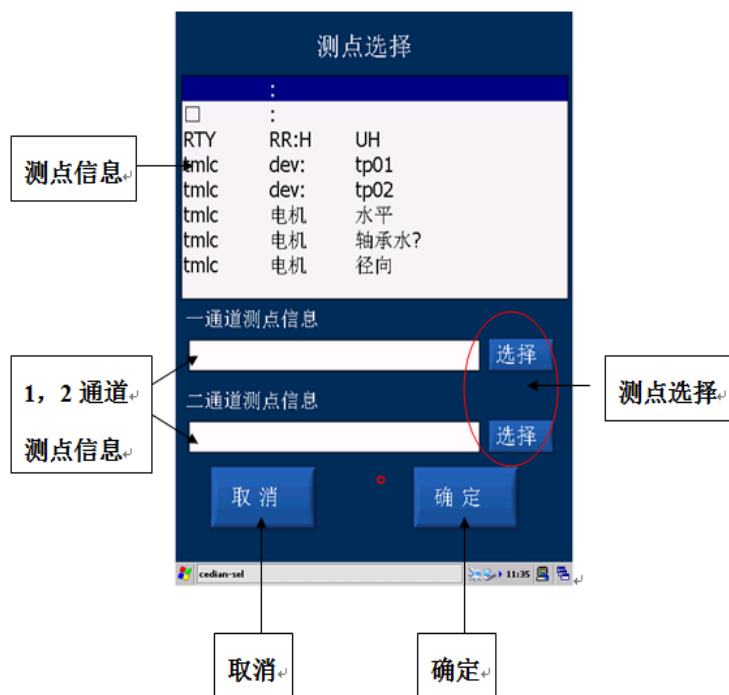 测点选择
:
:
RTY RR:H UH
tmlc dev: tp01
tmlc dev: tp02
tmlc 电机 水平
tmlc 电机 轴承水?
tmlc 电机 径向
测点信息
一通道测点信息
选择
1，2 通道
测点信息
测点选择
二通道测点信息
选择
取 消
确 定
cedian-sel
11:35
取消
确定